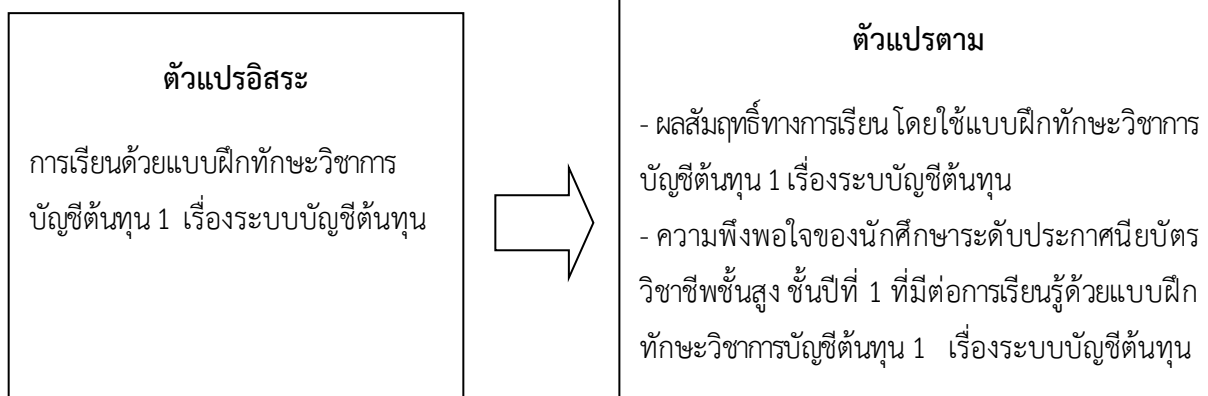 ตัวแปรอิสระ
การเรียนด้วยแบบฝึกทักษะวิชาการ
บัญชีต้นทุน 1 เรื่องระบบบัญชีต้นทุน
ตัวแปรตาม
- ผลสัมฤทธิ์ทางการเรียน โดยใช้แบบฝึกทักษะวิชาการ
บัญชีต้นทุน 1 เรื่องระบบบัญชีต้นทุน
- ความพึงพอใจของนักศึกษาระดับประกาศนียบัตร
วิชาชีพชั้นสูง ชั้นปีที่ 1 ที่มีต่อการเรียนรู้ด้วยแบบฝึก
ทักษะวิชาการบัญชีต้นทุน 1 เรื่องระบบบัญชีต้นทุน